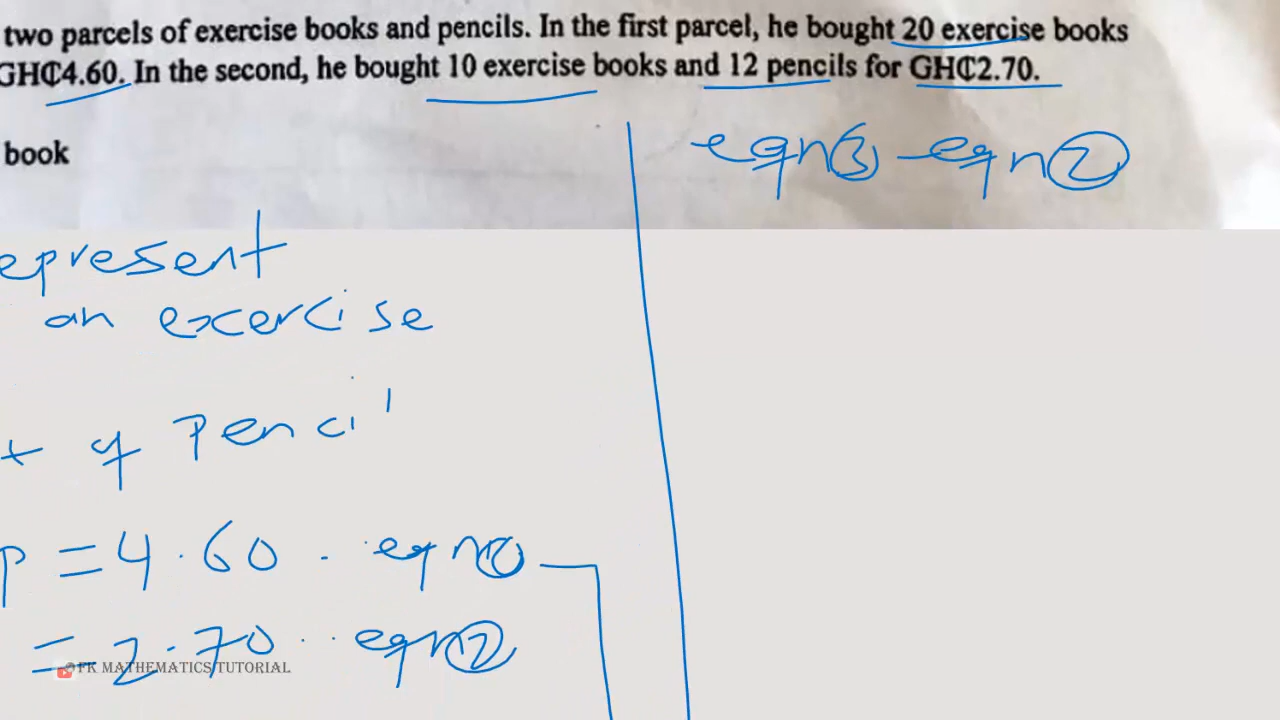 two parcels of exercise books and pencils. In the first parcel, he bought 20 exercise books
GH₵4.60. In the second, he bought 10 exercise books and 12 pencils for GH₵2.70.
book
eqn③ - eqn②
epresent
an excercise
t of Pencil
p = 4.60 . eqn①
= 2.70 .. eqn②
FK MATHEMATICS TUTORIAL